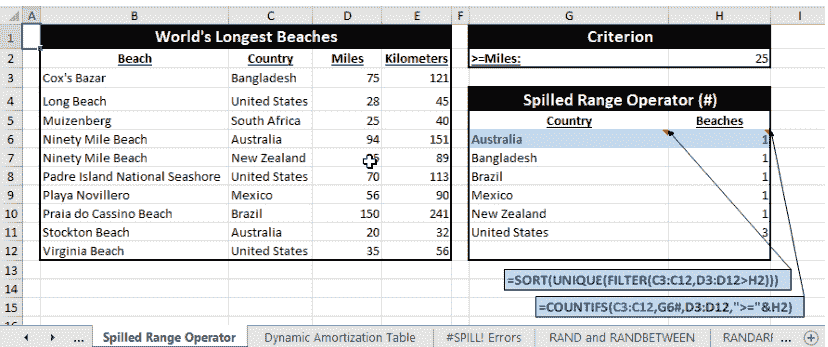 A B C D E F G H I
1 World's Longest Beaches Criterion
2 Beach Country Miles Kilometers >=Miles: 25
3 Cox's Bazar Bangladesh 75 121
4 Long Beach United States 28 45 Spilled Range Operator (#)
5 Muizenberg South Africa 25 40 Country Beaches
6 Ninety Mile Beach Australia 94 151 Australia 1
7 Ninety Mile Beach New Zealand 89 Bangladesh 1
8 Padre Island National Seashore United States 70 113 Brazil 1
9 Playa Novillero Mexico 56 90 Mexico 1
10 Praia do Cassino Beach Brazil 150 241 New Zealand 1
11 Stockton Beach Australia 20 32 United States 3
12 Virginia Beach United States 35 56
13 =SORT(UNIQUE(FILTER(C3:C12,D3:D12>H2)))
14
15 =COUNTIFS(C3:C12,G6#,D3:D12,">="&H2)
... Spilled Range Operator Dynamic Amortization Table #SPILL! Errors RAND and RANDBETWEEN RANDARR ...